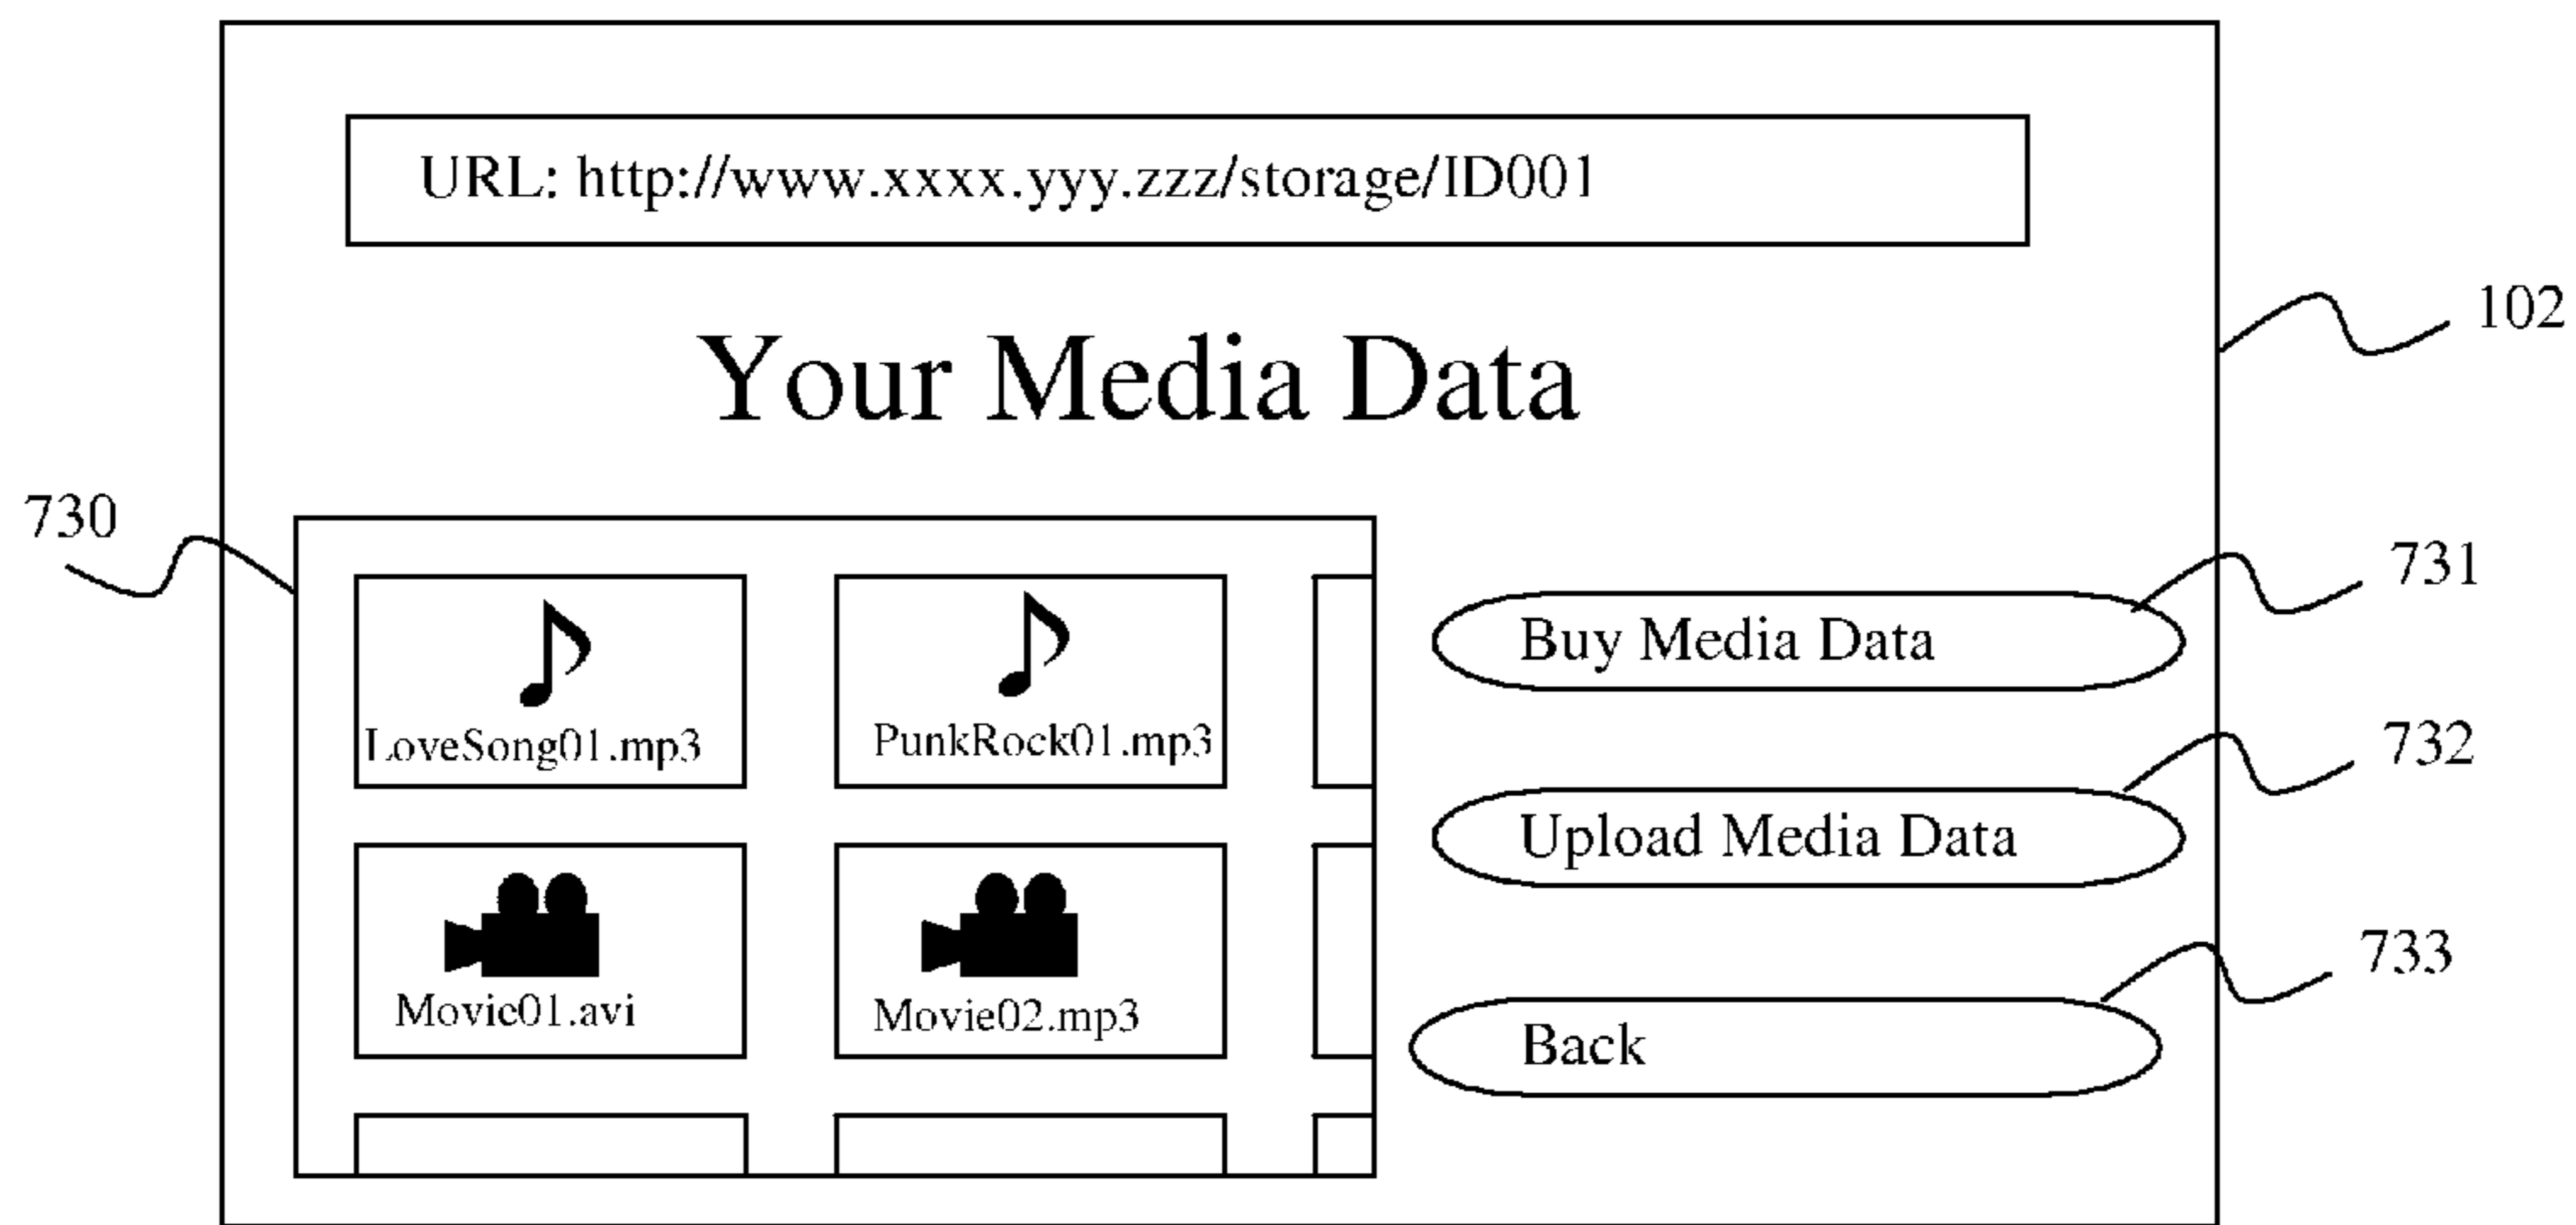 URL: http://www.xxxx.yyy.zzz/storage/ID001
102
Your Media Data
730
LoveSong01.mp3
PunkRock01.mp3
Movie01.avi
Movie02.mp3
731
Buy Media Data
732
Upload Media Data
733
Back